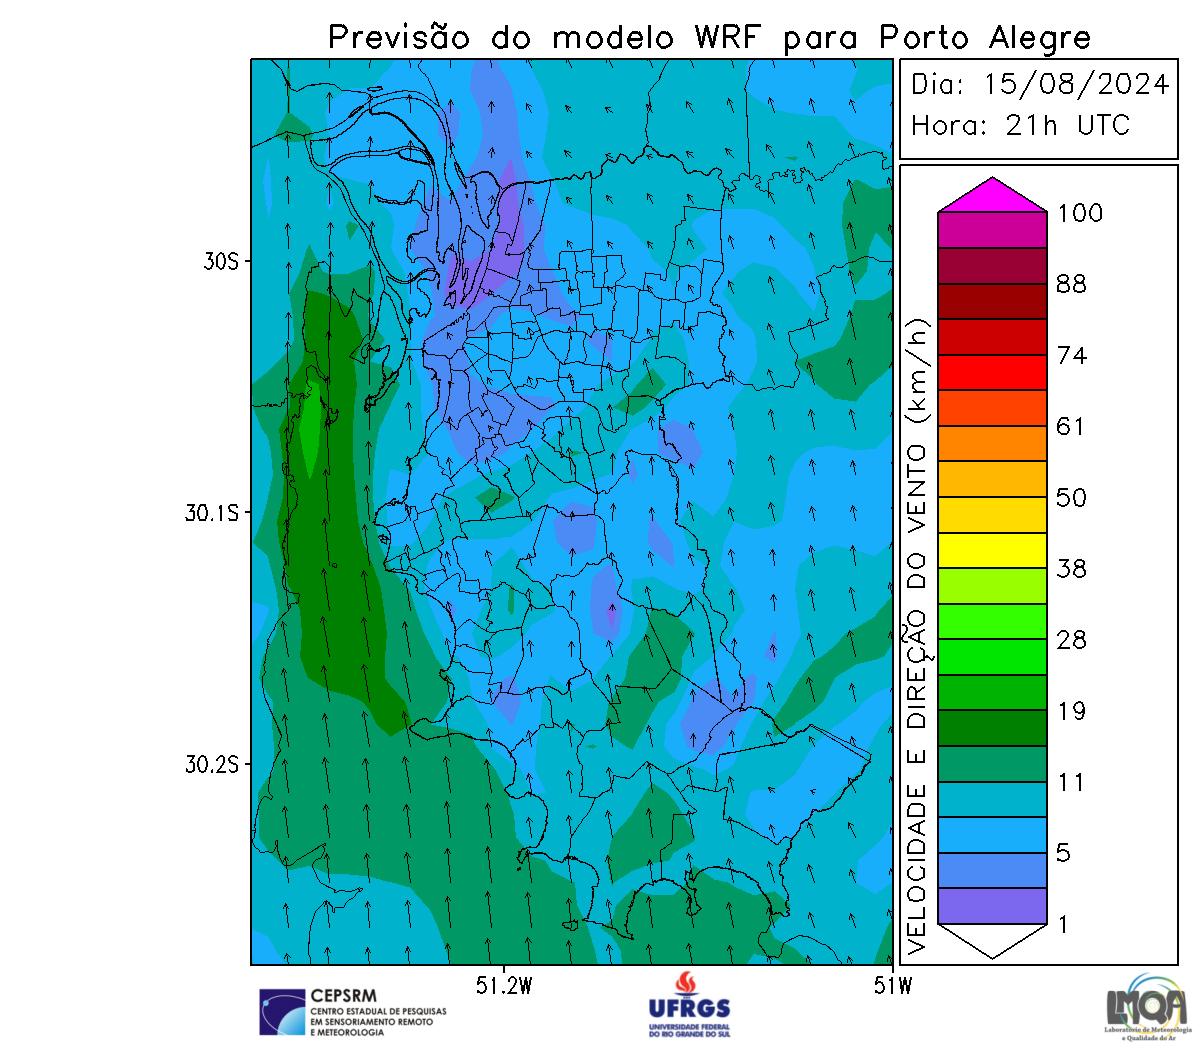 Previsão do modelo WRF para Porto Alegre
Dia: 15/08/2024
Hora: 21h UTC
30S
30.1S
30.2S
51.2W
51W
VELOCIDADE E DIREÇÃO DO VENTO (km/h)
100
88
74
61
50
38
28
19
11
5
1
CEPSRM
CENTRO ESTADUAL DE PESQUISAS
EM SENSORIAMENTO REMOTO
E METEOROLOGIA
UFRGS
UNIVERSIDADE FEDERAL
DO RIO GRANDE DO SUL
LMQA
Laboratório de Meteorologia
e Qualidade do Ar